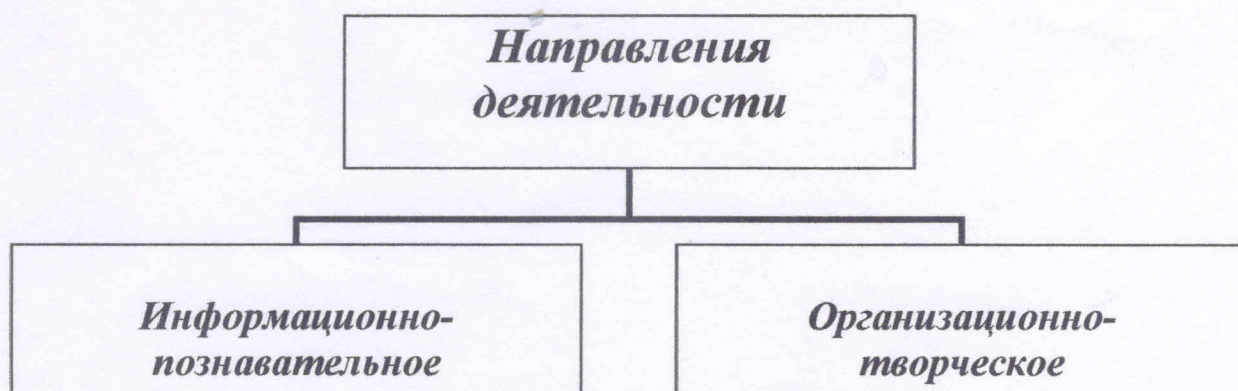 Направления
деятельности
Информационно-
познавательное
Организационно-
творческое